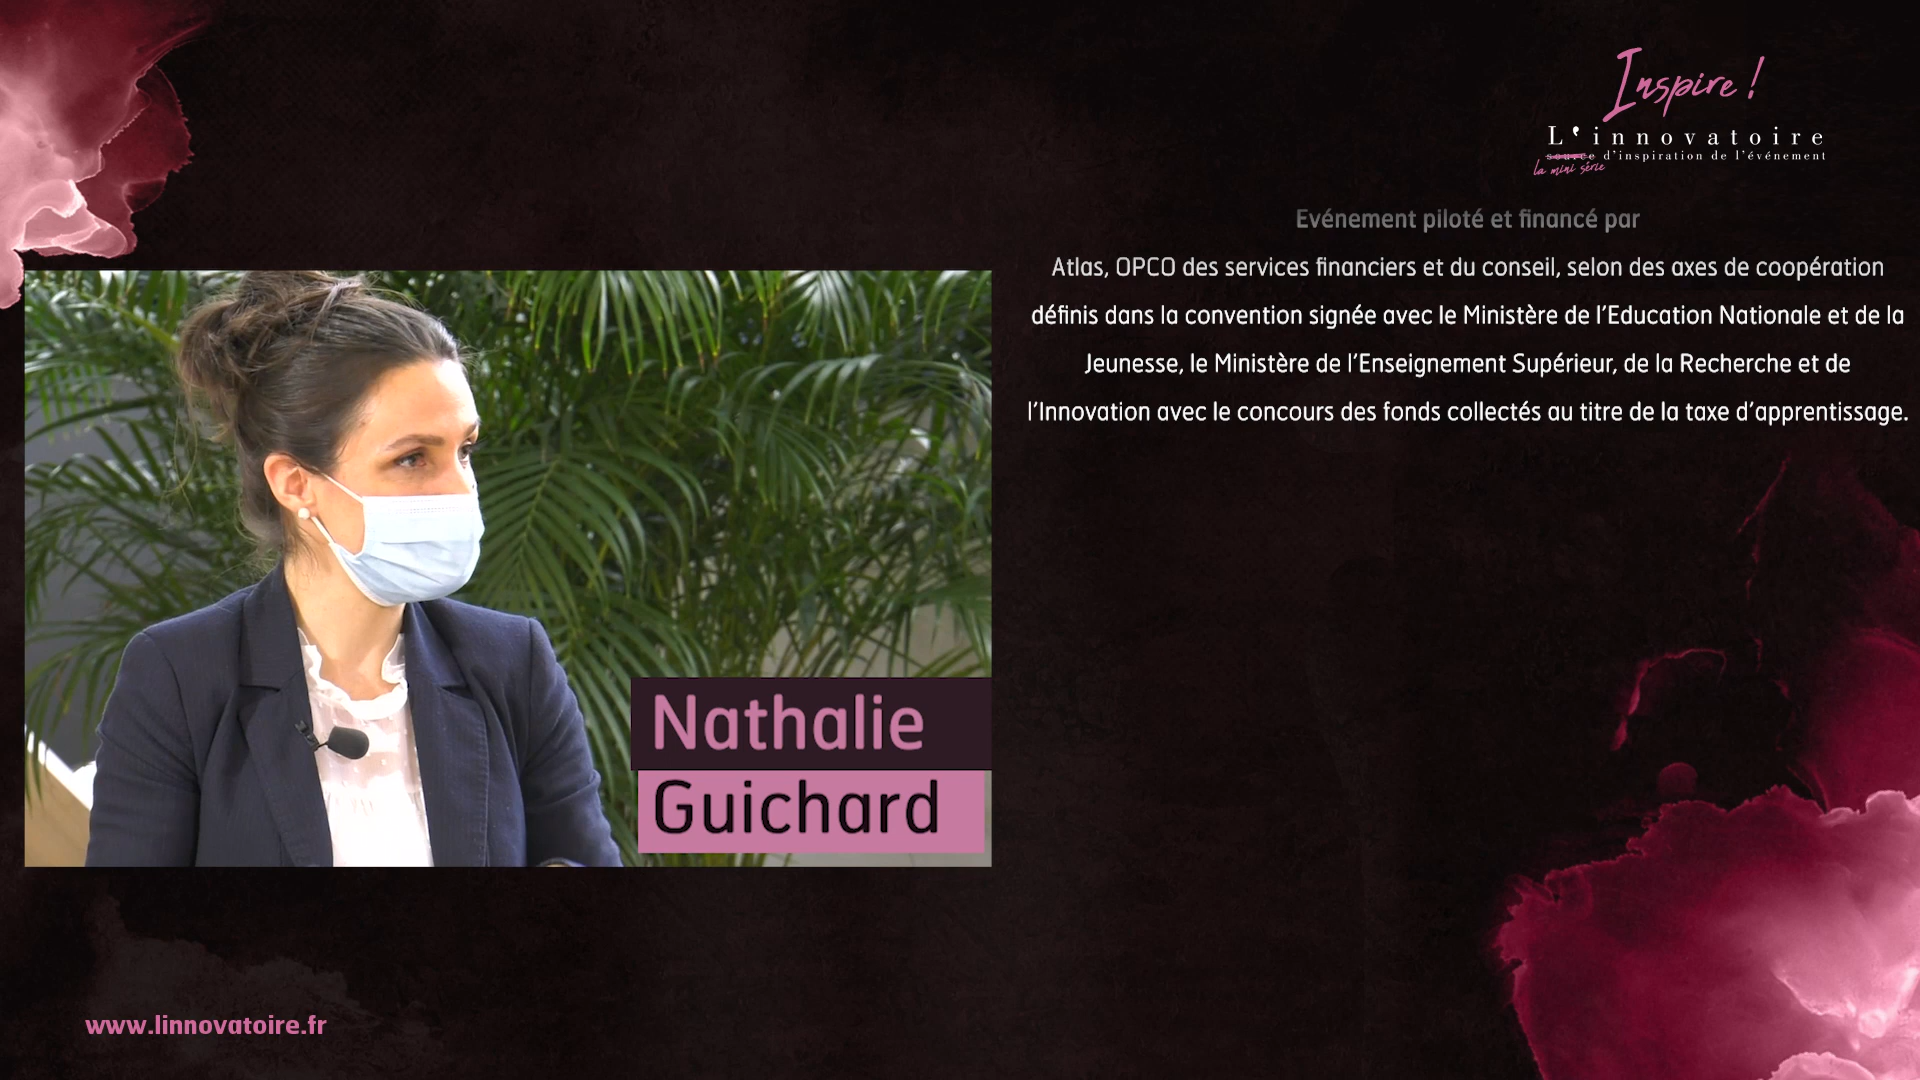 Inspire !
L'innovatoire
source d'inspiration de l'événement
la mini série
Evénement piloté et financé par
Atlas, OPCO des services financiers et du conseil, selon des axes de coopération
définis dans la convention signée avec le Ministère de l'Education Nationale et de la
Jeunesse, le Ministère de l'Enseignement Supérieur, de la Recherche et de
l'Innovation avec le concours des fonds collectés au titre de la taxe d'apprentissage.
Nathalie
Guichard
www.linnovatoire.fr